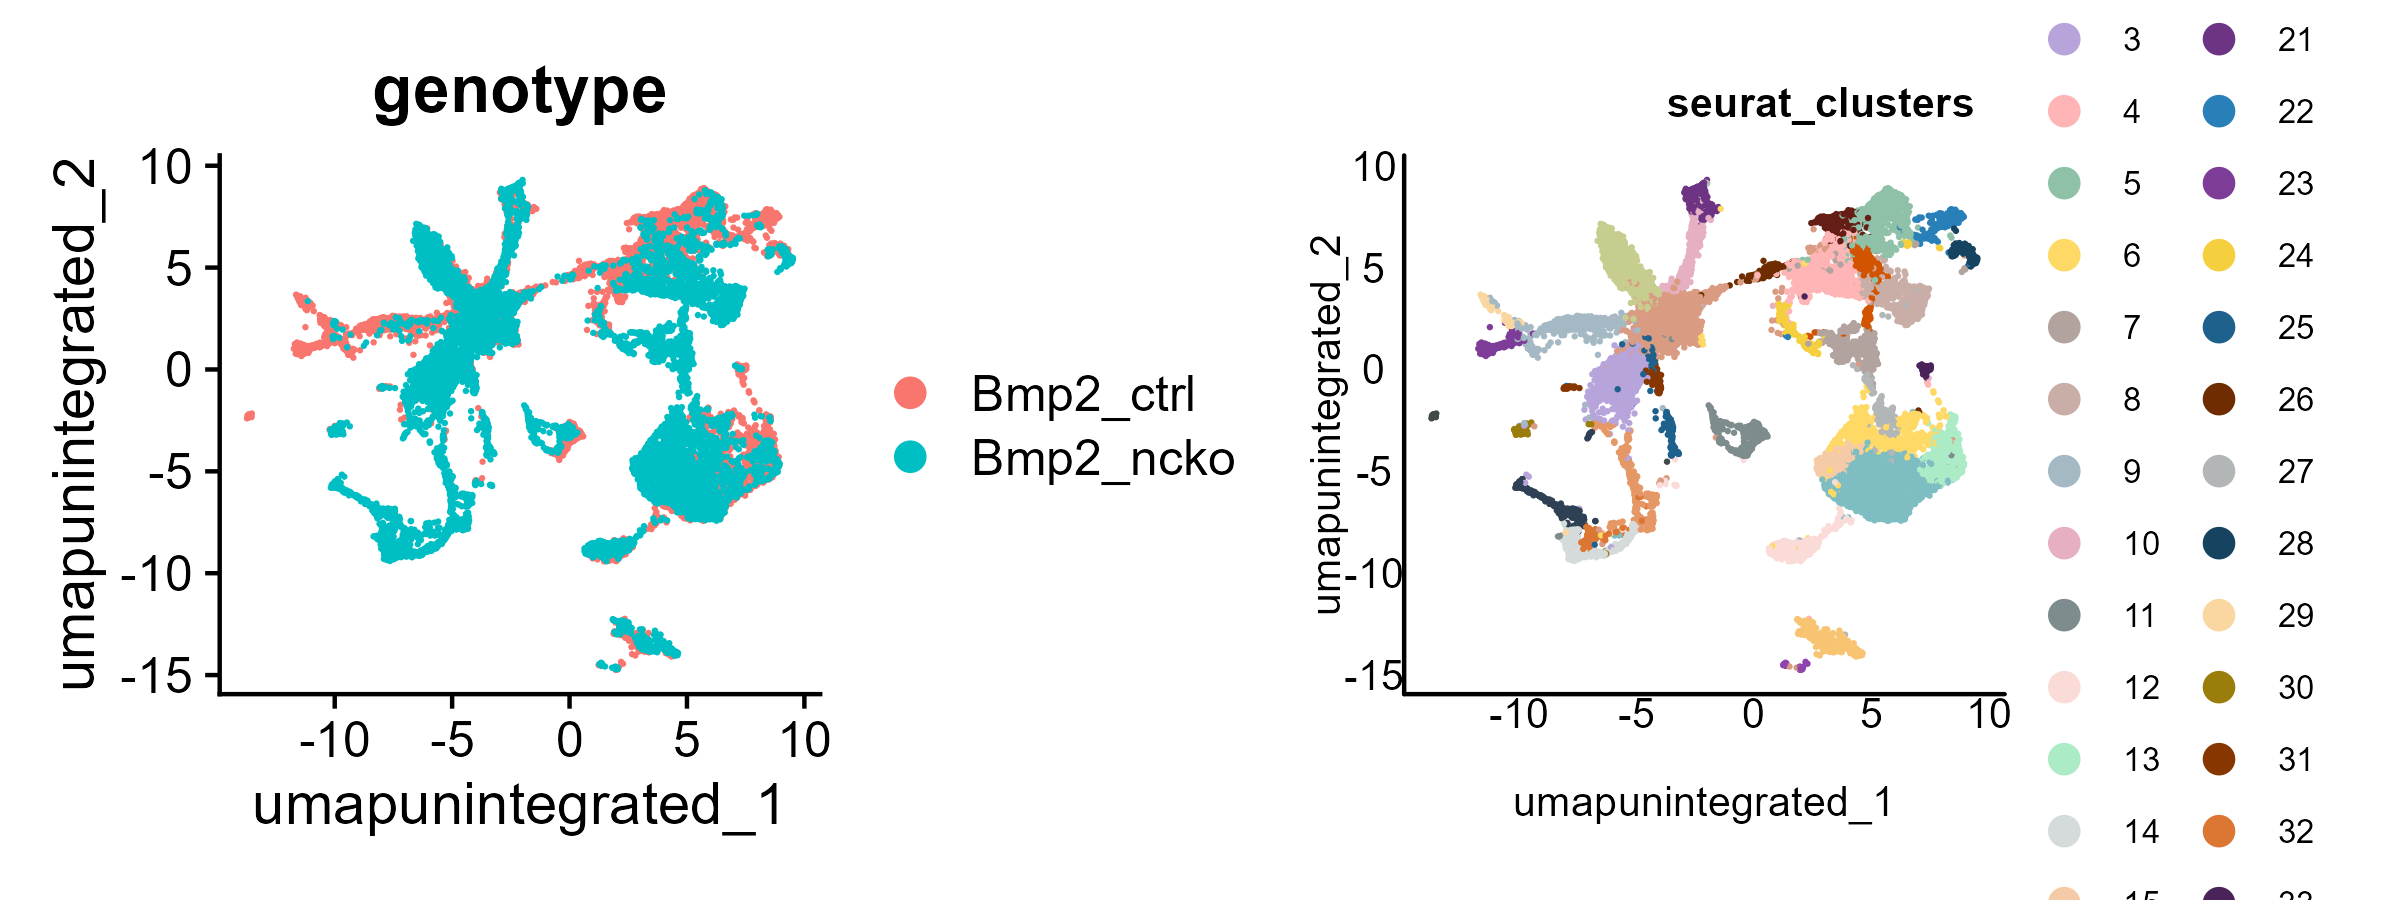 genotype
umapunintegrated_2
10
5
0
-5
-10
-15
-10 -5 0 5 10
umapunintegrated_1
Bmp2_ctrl
Bmp2_ncko
seurat_clusters
umapunintegrated_2
10
5
0
-5
-10
-15
-10 -5 0 5 10
umapunintegrated_1
3 21
4 22
5 23
6 24
7 25
8 26
9 27
10 28
11 29
12 30
13 31
14 32
15 33